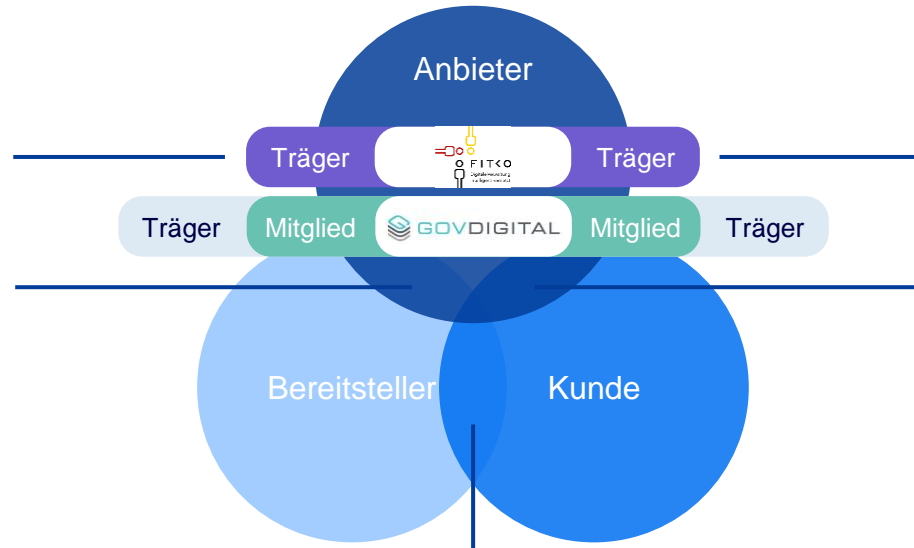 Anbieter
Träger
FITKO
Träger
Träger
Mitglied
GOVDIGITAL
Mitglied
Träger
Bereitsteller
Kunde